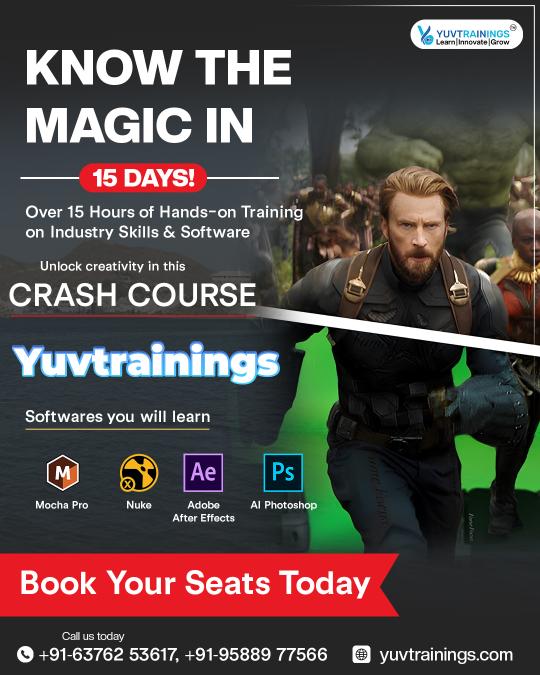 YUVTRAININGS
TM
Learn|Innovate|Grow
KNOW THE
MAGIC IN
15 DAYS!
Over 15 Hours of Hands-on Training
on Industry Skills & Software
Unlock creativity in this
CRASH COURSE
Yuvtrainings
Softwares you will learn
M
Mocha Pro
Nuke
Ae
Adobe
After Effects
Ps
AI Photoshop
Book Your Seats Today
Call us today
+91-63762 53617, +91-95889 77566
yuvtrainings.com